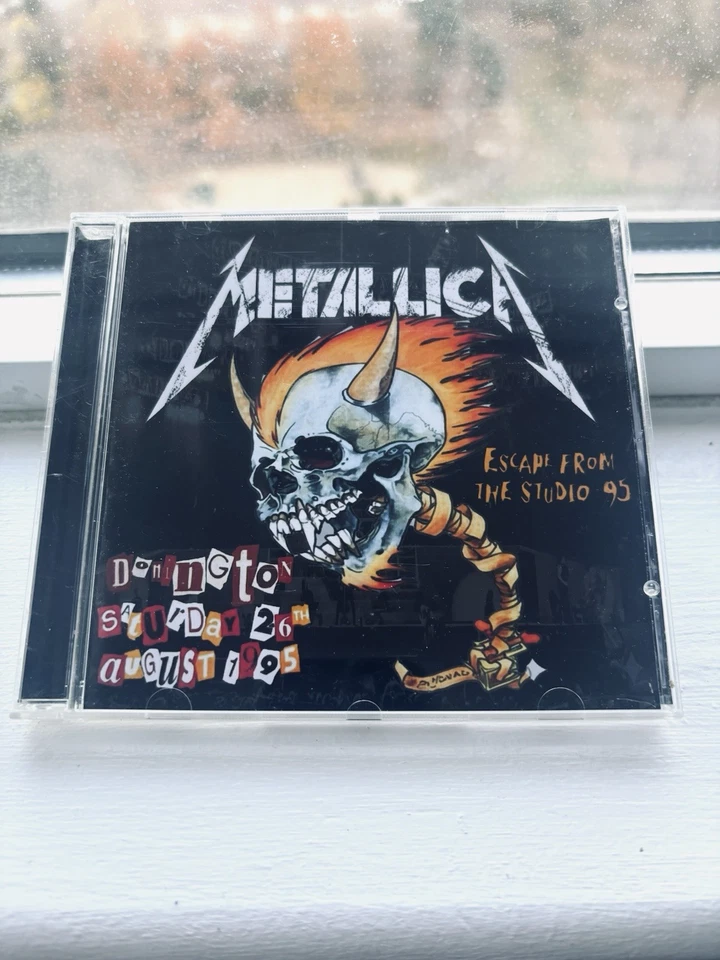 METALLICA
ESCAPE FROM
THE STUDIO 95
DONINGTON
SATURDAY 26TH
AUGUST 1995